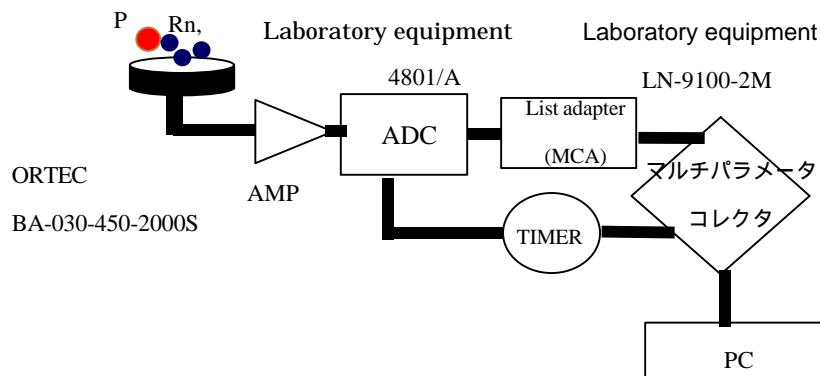 P
Rn,
Laboratory equipment
Laboratory equipment
4801/A
LN-9100-2M
List adapter
(MCA)
ADC
マルチパラメータ
コレクタ
ORTEC
BA-030-450-2000S
AMP
TIMER
PC